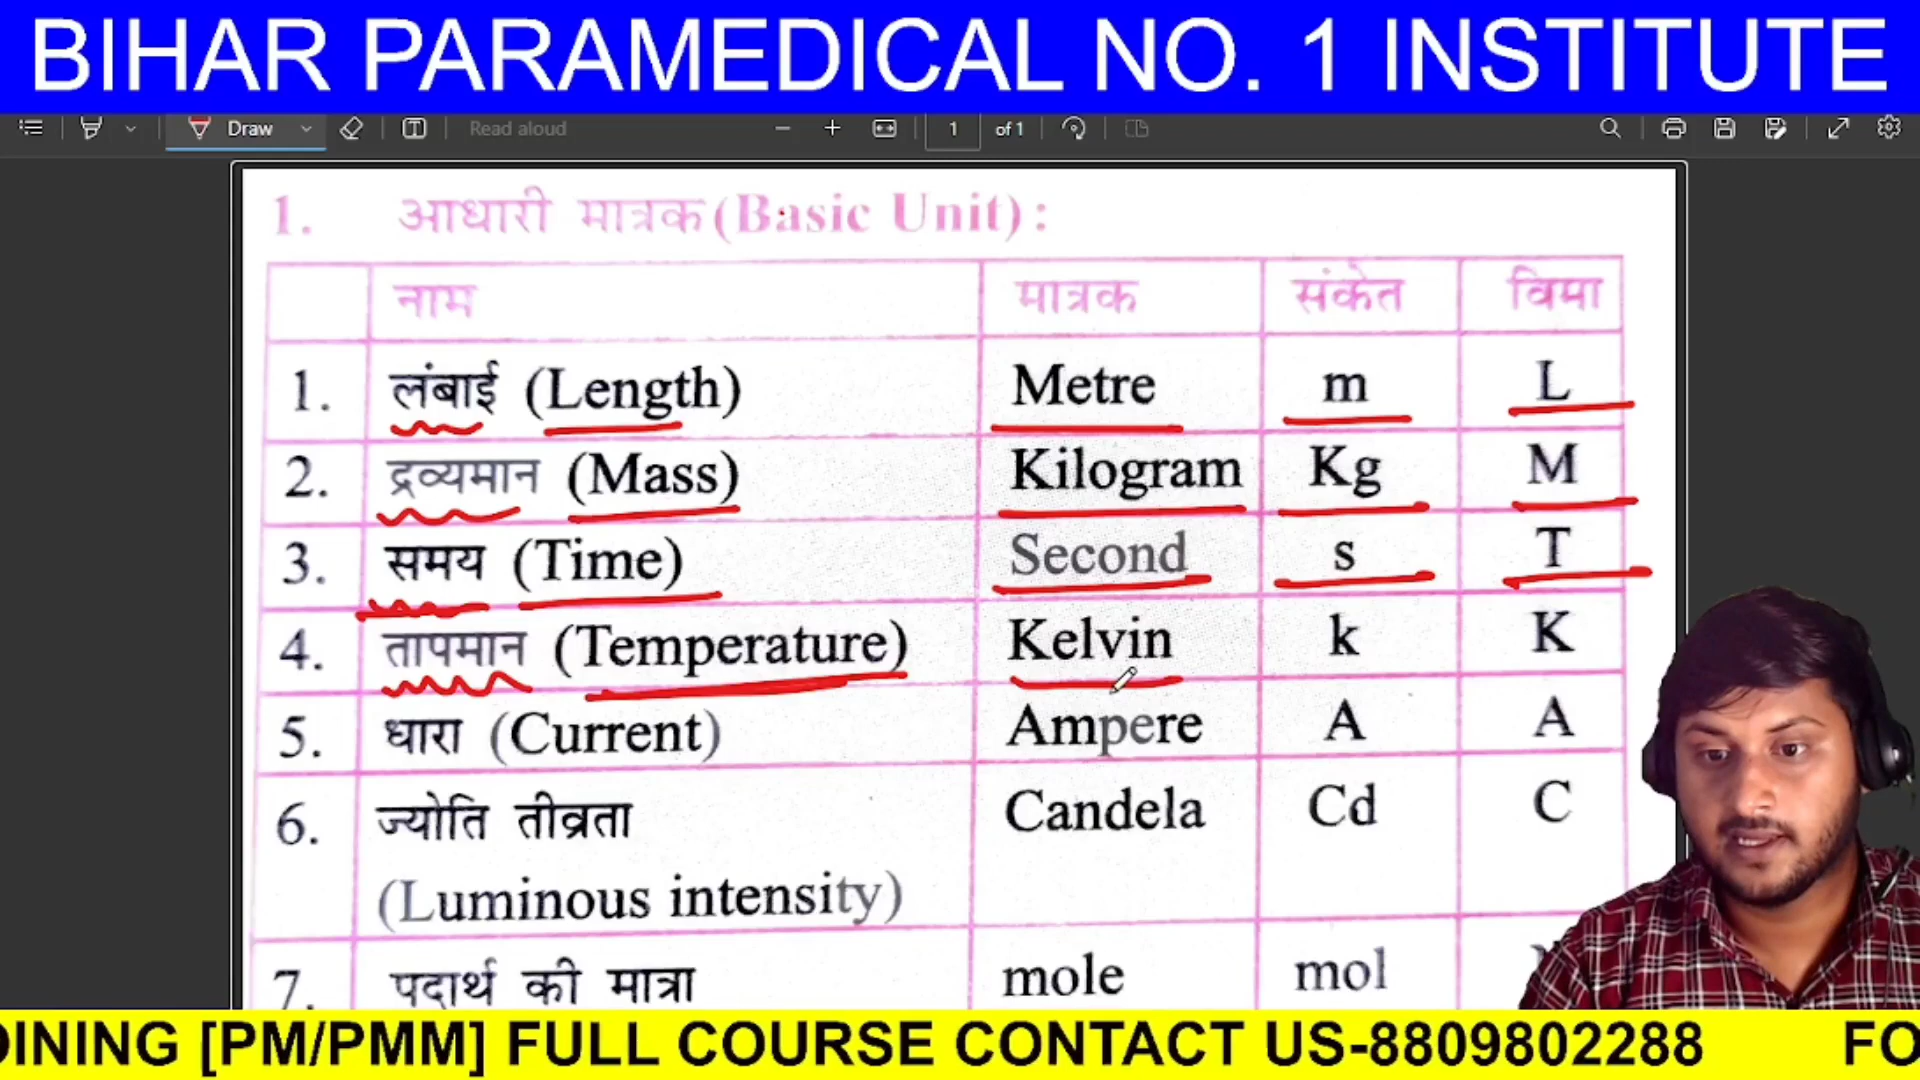 BIHAR PARAMEDICAL NO. 1 INSTITUTE
Draw Read aloud 1 of 1
1. आधारी मात्रक (Basic Unit) :
नाम मात्रक संकेत विमा
1. लंबाई (Length) Metre m L
2. द्रव्यमान (Mass) Kilogram Kg M
3. समय (Time) Second s T
4. तापमान (Temperature) Kelvin k K
5. धारा (Current) Ampere A A
6. ज्योति तीव्रता Candela Cd C
(Luminous intensity)
7. पदार्थ की मात्रा mole mol
OINING [PM/PMM] FULL COURSE CONTACT US-8809802288 FO